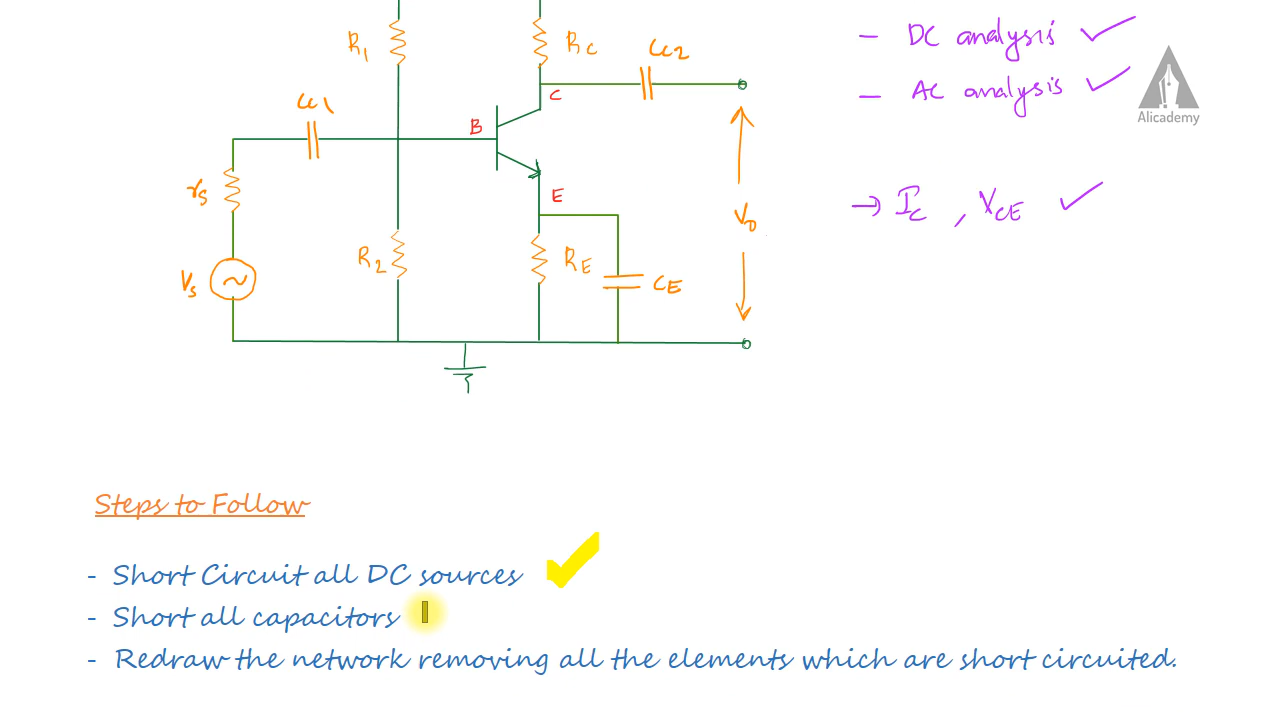 R1
RC
Cc2
- DC analysis
- AC analysis
Alicademy
C
Cc1
B
rs
E
→ IC, VCE
Vo
R2
RE
Vs
CE
Steps to Follow
- Short Circuit all DC sources
- Short all capacitors
- Redraw the network removing all the elements which are short circuited.